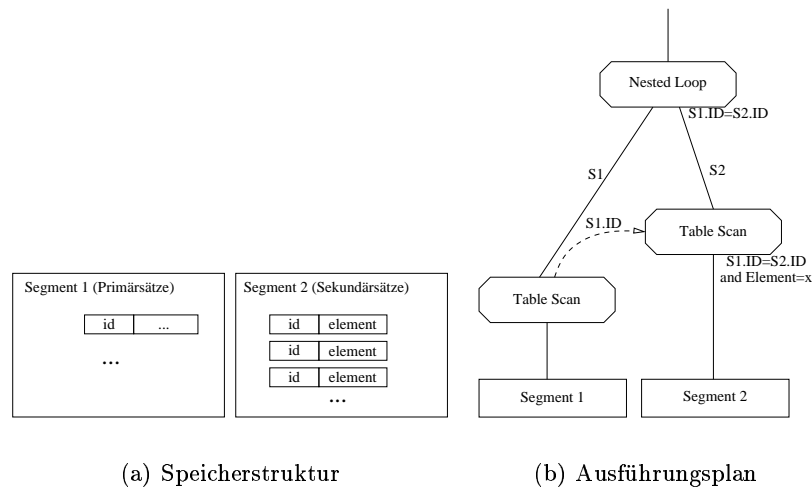 Nested Loop
S1.ID=S2.ID
S1
S2
S1.ID
Table Scan
S1.ID=S2.ID
and Element=x
Table Scan
Segment 1 (Primärsätze)
id ...
...
Segment 2 (Sekundärsätze)
id element
id element
id element
...
Segment 1
Segment 2
(a) Speicherstruktur
(b) Ausführungsplan